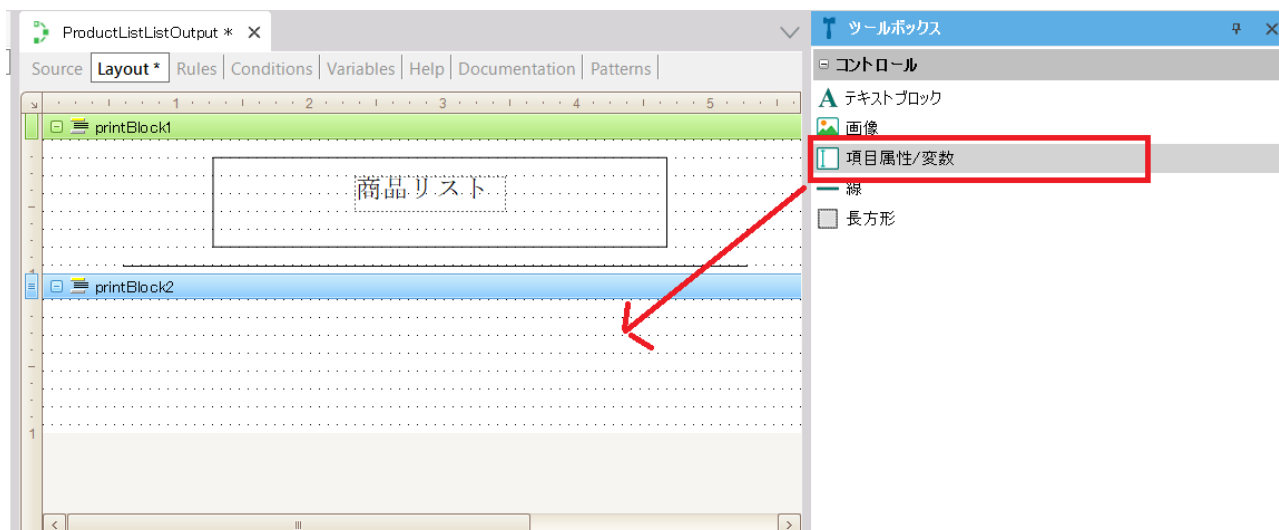 ProductListListOutput *
Source Layout * Rules Conditions Variables Help Documentation Patterns
1 2 3 4 5
printBlock1
商品リスト
1
printBlock2
1
ツールボックス
コントロール
A テキストブロック
画像
項目属性/変数
線
長方形